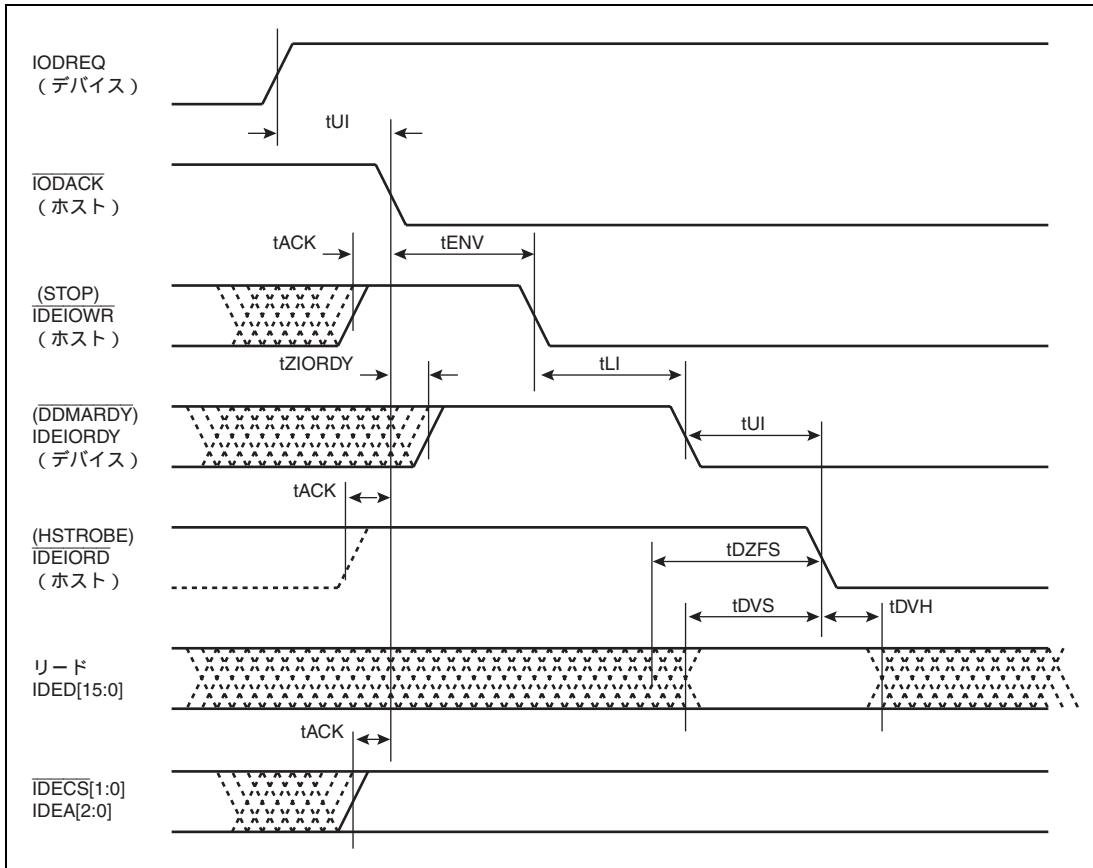 IODREQ
（デバイス）
tUI
IODACK
（ホスト）
tACK
tENV
(STOP)
IDEIOWR
（ホスト）
tZIORDY
tLI
(DDMARDY)
IDEIORDY
（デバイス）
tUI
tACK
(HSTROBE)
IDEIORD
（ホスト）
tDZFS
tDVS
tDVH
リード
IDED[15:0]
tACK
IDECS[1:0]
IDEA[2:0]